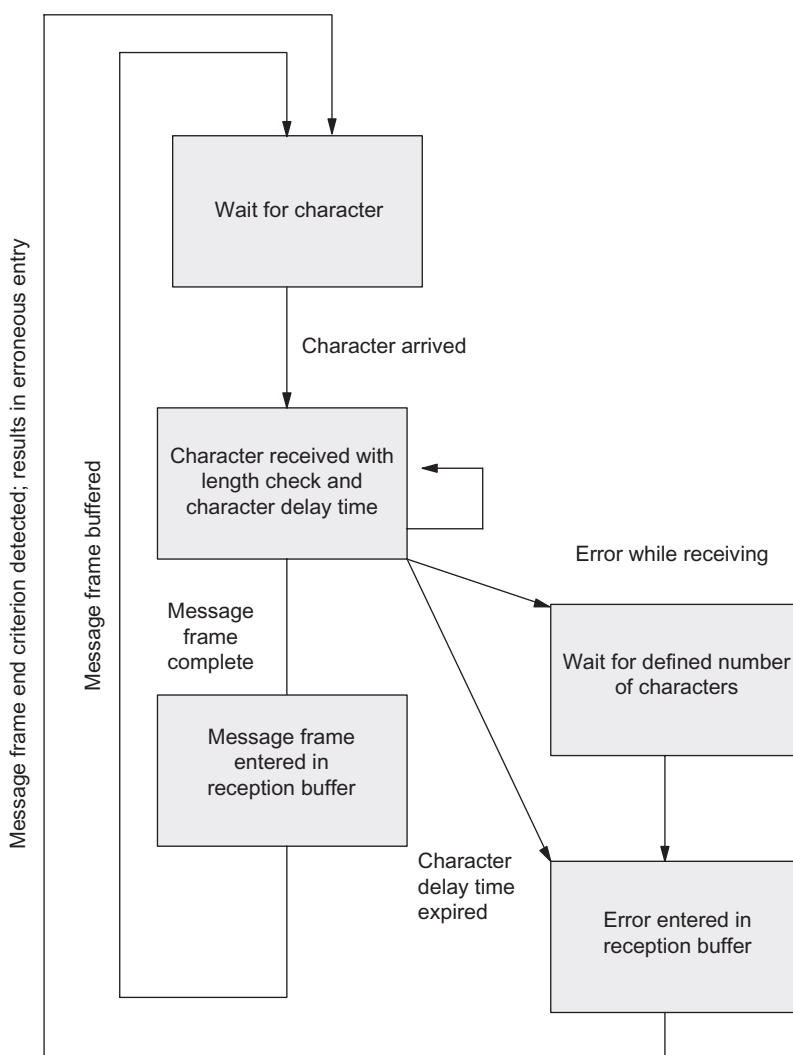 Wait for character
Character arrived
Character received with
length check and
character delay time
Error while receiving
Message
frame
complete
Wait for defined number
of characters
Message frame
entered in
reception buffer
Character
delay time
expired
Error entered in
reception buffer
Message frame buffered
Message frame end criterion detected; results in erroneous entry